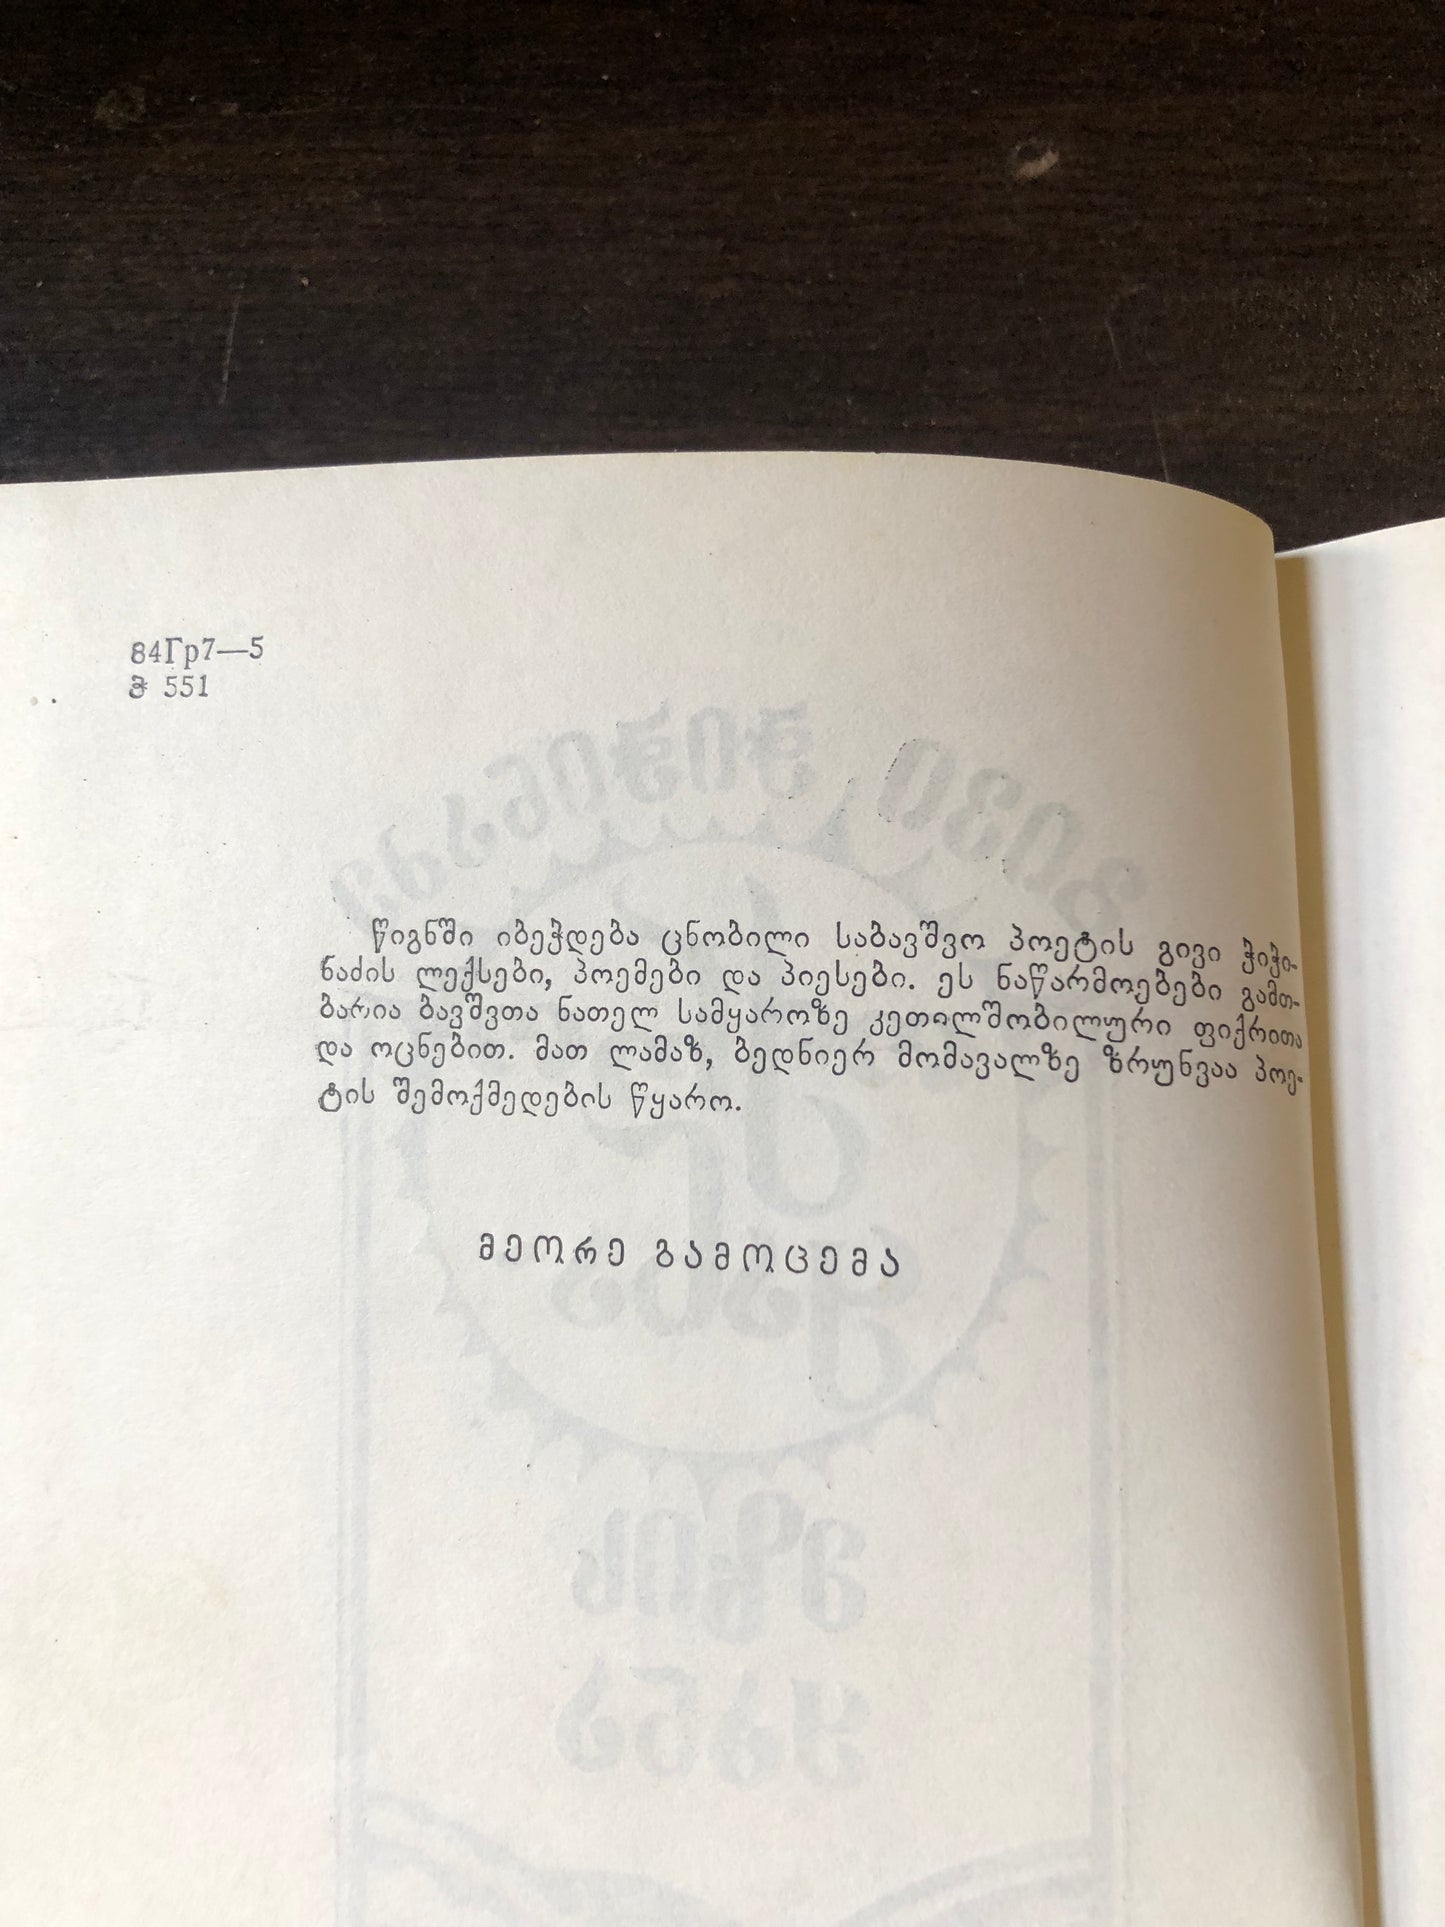 84Гр7—5
ჭ 551
წიგნში იბეჭდება ცნობილი საბავშვო პოეტის გივი ჭიჭი-
ნაძის ლექსები, პოემები და პიესები. ეს ნაწარმოებები გამთ-
ბარია ბავშვთა ნათელ სამყაროზე კეთილშობილური ფიქრითა
და ოცნებით. მათ ლამაზ, ბედნიერ მომავალზე ზრუნვაა პოე-
ტის შემოქმედების წყარო.
მეორე გამოცემა